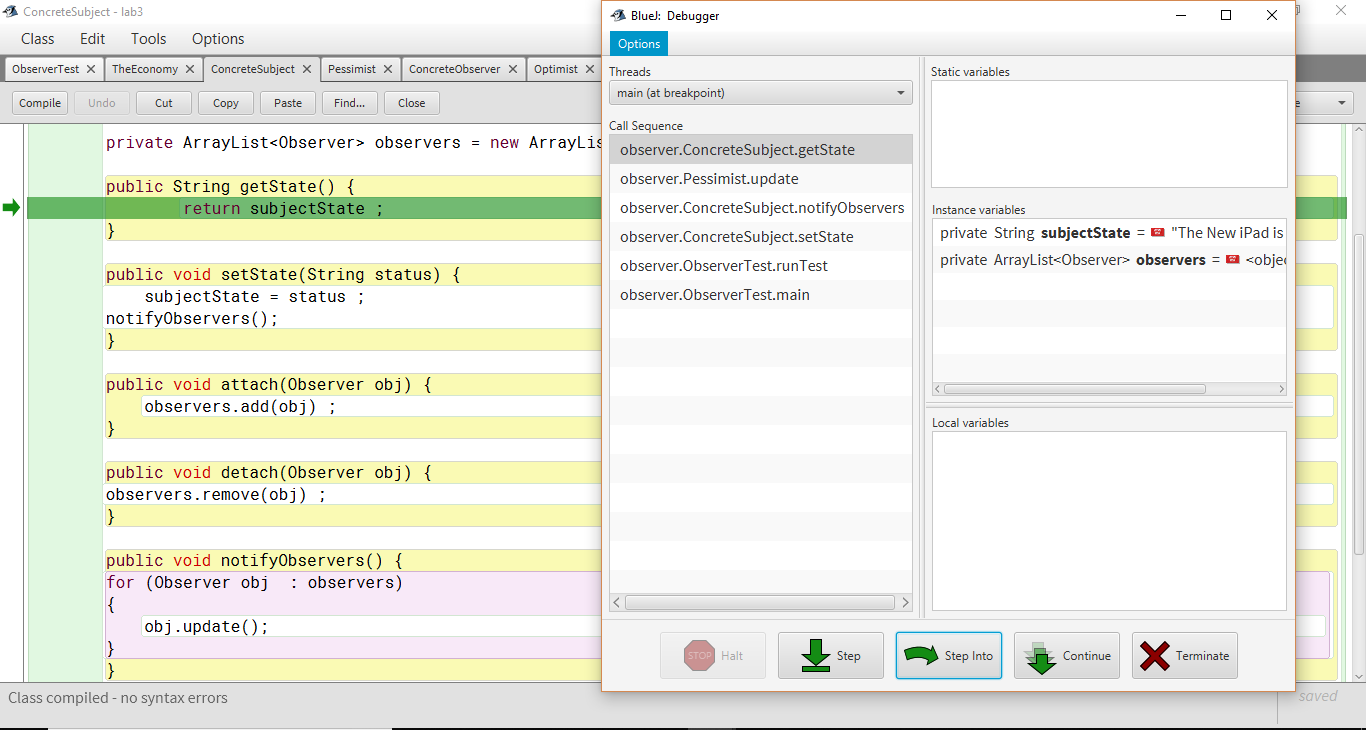 ConcreteSubject - lab3
Class Edit Tools Options
ObserverTest TheEconomy ConcreteSubject Pessimist ConcreteObserver Optimist
Compile Undo Cut Copy Paste Find... Close
private ArrayList<Observer> observers = new ArrayLis
public String getState() {
return subjectState ;
}
public void setState(String status) {
subjectState = status ;
notifyObservers();
}
public void attach(Observer obj) {
observers.add(obj) ;
}
public void detach(Observer obj) {
observers.remove(obj) ;
}
public void notifyObservers() {
for (Observer obj  : observers)
{
obj.update();
}
}
Class compiled - no syntax errors
saved
BlueJ: Debugger
Options
Threads
main (at breakpoint)
Call Sequence
observer.ConcreteSubject.getState
observer.Pessimist.update
observer.ConcreteSubject.notifyObservers
observer.ConcreteSubject.setState
observer.ObserverTest.runTest
observer.ObserverTest.main
Static variables
Instance variables
private String subjectState = "The New iPad is
private ArrayList<Observer> observers = <objec
Local variables
STOP Halt Step Step Into Continue Terminate